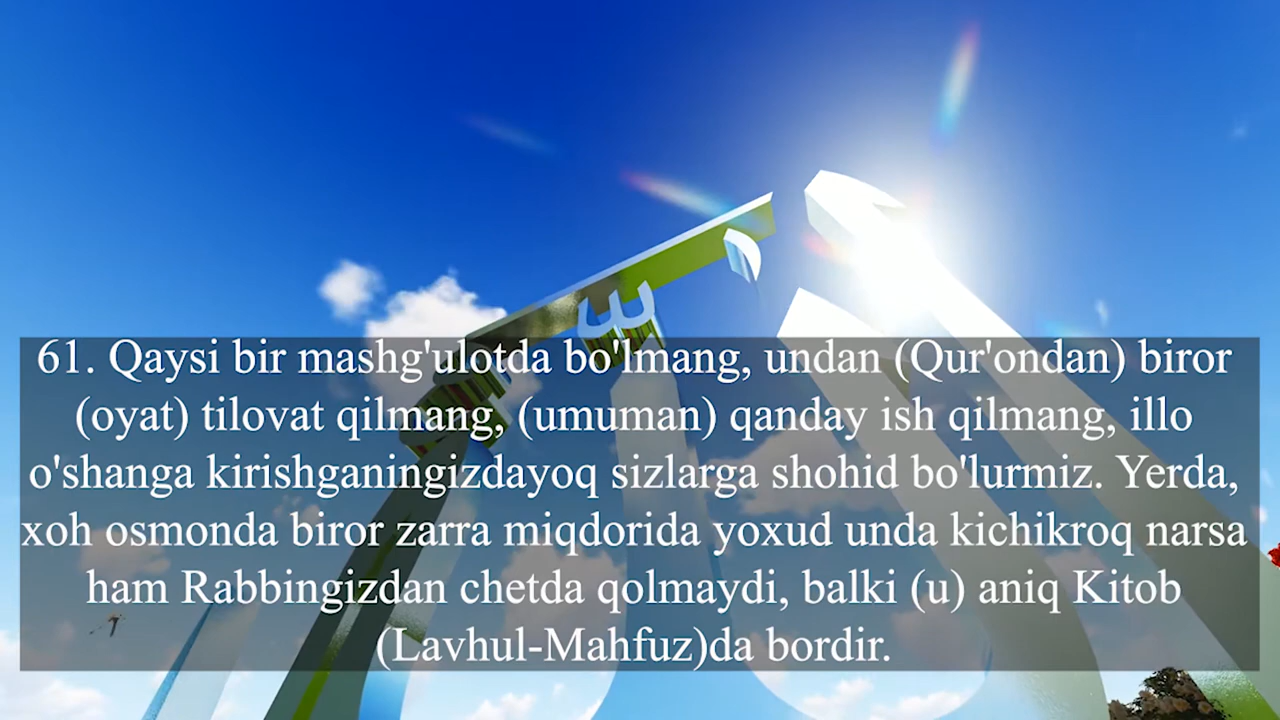 61. Qaysi bir mashg'ulotda bo'lmang, undan (Qur'ondan) biror
(oyat) tilovat qilmang, (umuman) qanday ish qilmang, illo
o'shanga kirishganingizdayoq sizlarga shohid bo'lurmiz. Yerda,
xoh osmonda biror zarra miqdorida yoxud unda kichikroq narsa
ham Rabbingizdan chetda qolmaydi, balki (u) aniq Kitob
(Lavhul-Mahfuz)da bordir.